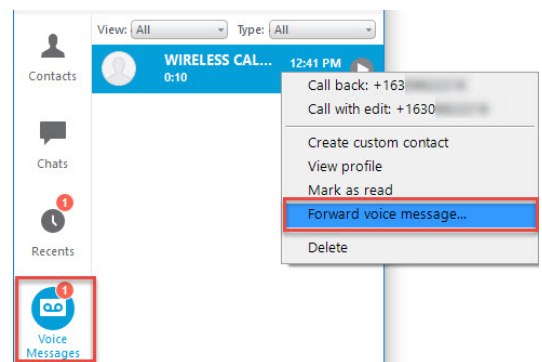 View: All Type: All
Contacts
WIRELESS CAL...
12:41 PM
0:10
Call back: +163
Call with edit: +1630
Create custom contact
View profile
Mark as read
Forward voice message...
Delete
Chats
1
Recents
1
Voice
Messages